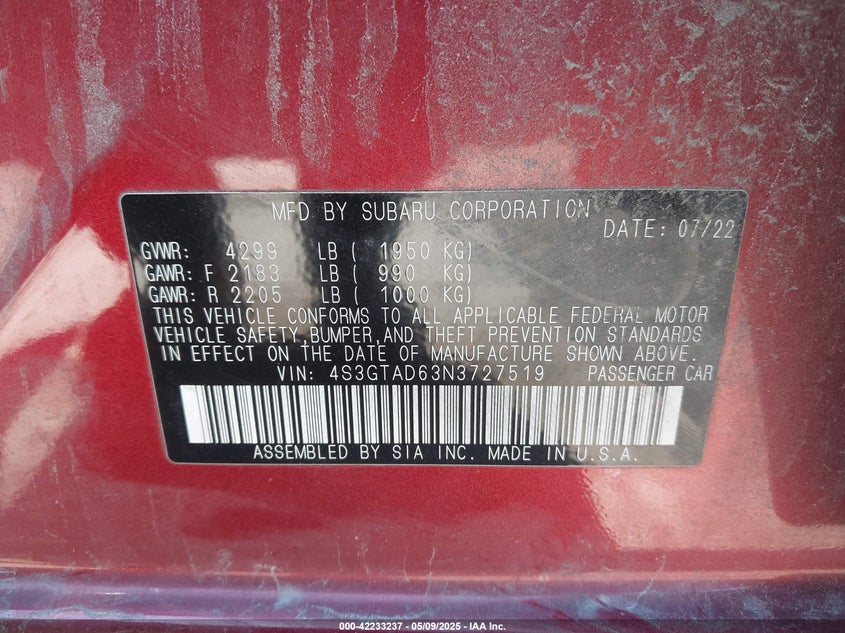 MFD BY SUBARU CORPORATION
DATE: 07/22
GVWR: 4299 LB ( 1950 KG)
GAWR: F 2183 LB ( 990 KG)
GAWR: R 2205 LB ( 1000 KG)
THIS VEHICLE CONFORMS TO ALL APPLICABLE FEDERAL MOTOR
VEHICLE SAFETY,BUMPER,AND THEFT PREVENTION STANDARDS
IN EFFECT ON THE DATE OF MANUFACTURE SHOWN ABOVE.
VIN: 4S3GTAD63N3727519 PASSENGER CAR
ASSEMBLED BY SIA INC. MADE IN U.S.A.
000-42233237 - 05/09/2025 - IAA Inc.